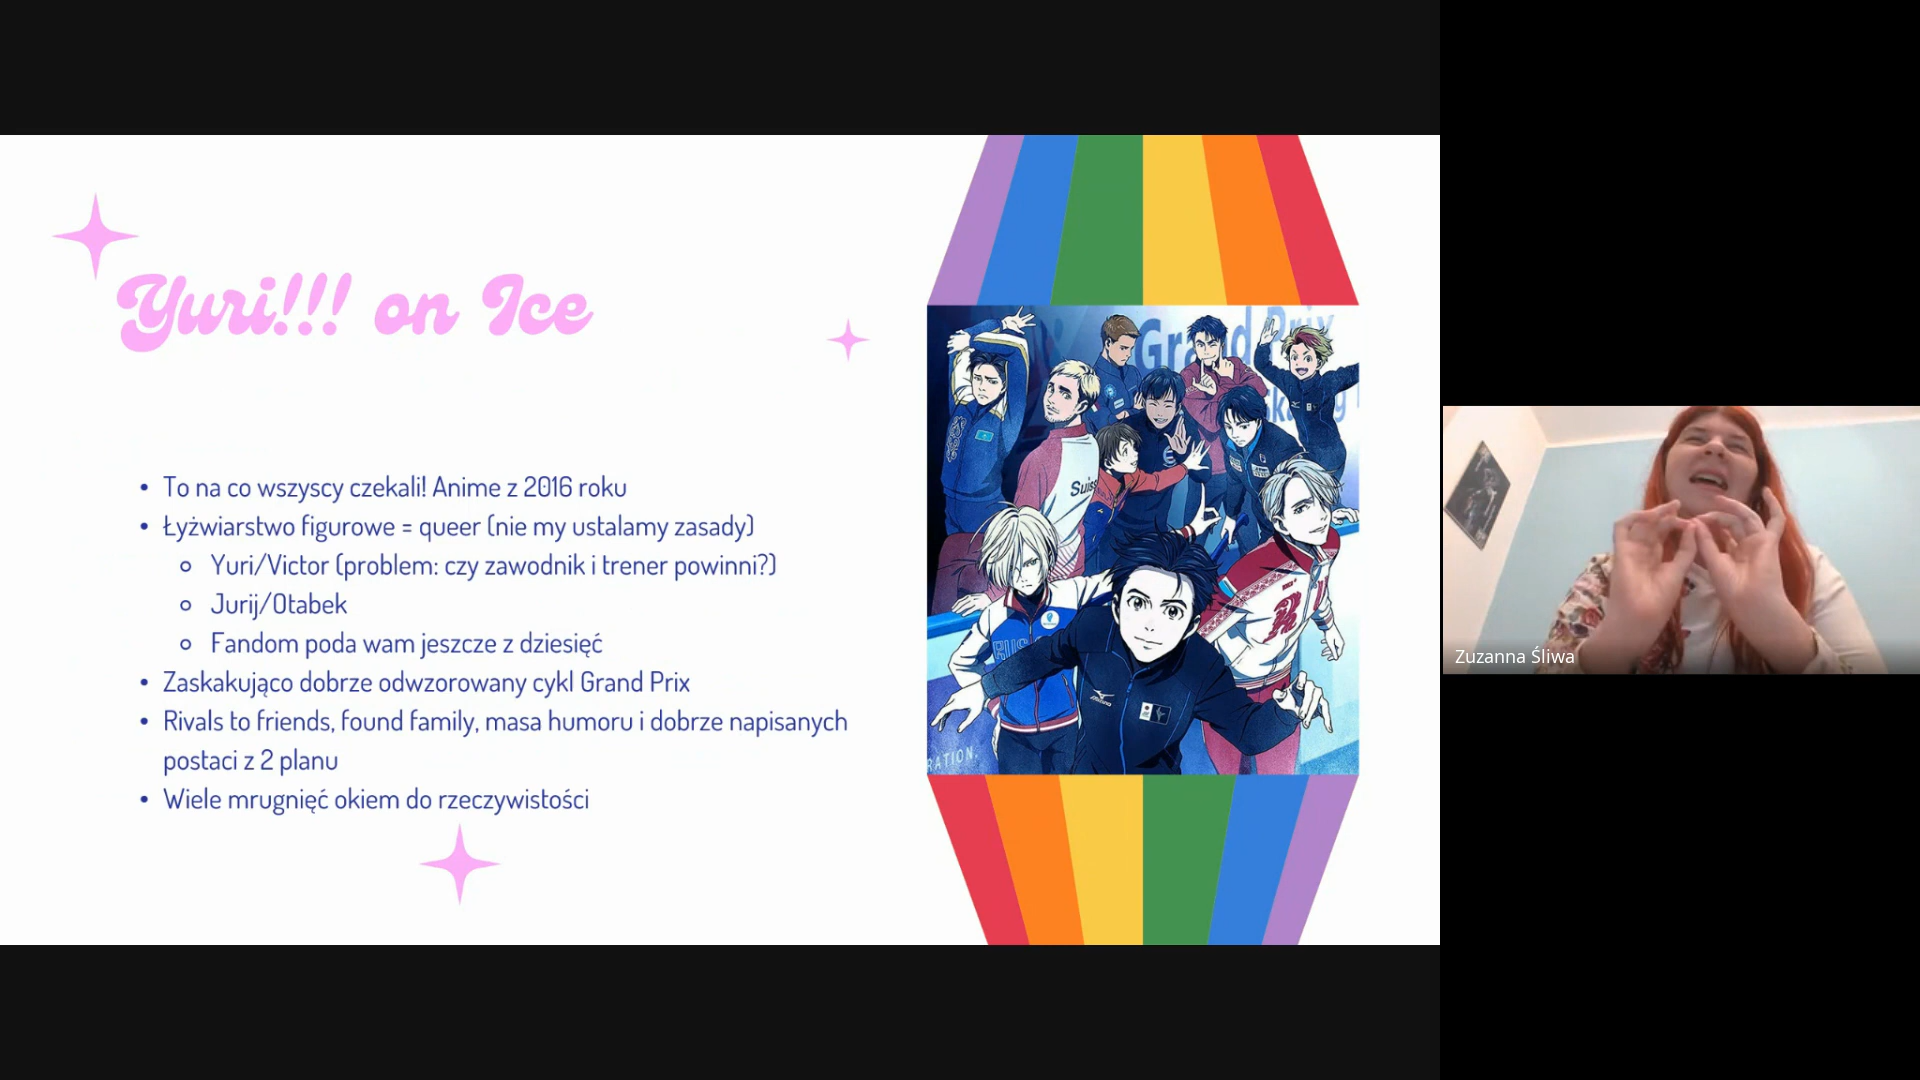 Yuri!!! on Ice
• To na co wszyscy czekali! Anime z 2016 roku
• Łyżwiarstwo figurowe = queer (nie my ustalamy zasady)
Yuri/Victor (problem: czy zawodnik i trener powinni?)
Jurij/Otabek
Fandom poda wam jeszcze z dziesięć
• Zaskakująco dobrze odwzorowany cykl Grand Prix
• Rivals to friends, found family, masa humoru i dobrze napisanych
postaci z 2 planu
• Wiele mrugnięć okiem do rzeczywistości
Grand Prix
Suis
RATION.
Zuzanna Śliwa